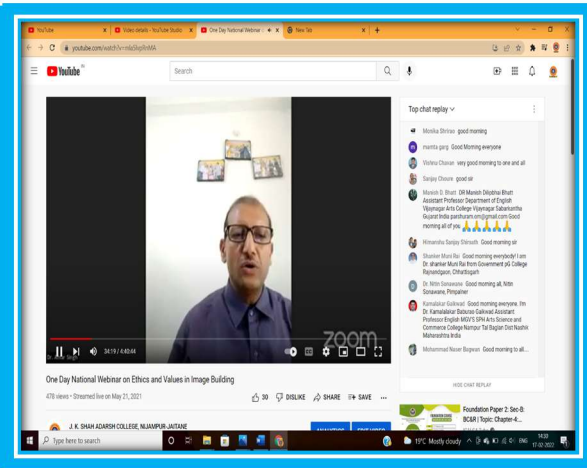 YouTube
Video details - YouTube Studio
One Day National Webinar
New Tab
YouTube
Search
Top chat replay
Monika Shrirao good morning
mamta garg Good Morning everyone
Vishnu Chavan very good morning to one and all
Sanjay Choure good sir
Manish D. Bhatt DR Manish Dilipbhai Bhatt
Assistant Professor Department of English
Vijaynagar Arts College Vijaynagar Sabarkantha
Gujarat India parshuram.om@gmail.com Good
morning all of you
Himanshu Sanjay Shirsath Good morning sir
Shanker Muni Rai Good morning everybody! I am
Dr. shanker Muni Rai from Government pG College
Rajnandgaon, Chhattisgarh
Dr. Nitin Sonawane Good morning all, Nitin
Sonawane, Pimpalner
Kamalakar Gaikwad Good morning everyone, I'm
Dr. Kamalalakar Baburao Gaikwad Assistant
Professor English MGV'S SPH Arts Science and
Commerce College Nampur Tal Baglan Dist Nashik
Maharashtra India
Mohammad Naser Bagwan Good morning to all....
HIDE CHAT REPLAY
zoom
34:19 / 4:40:44
One Day National Webinar on Ethics and Values in Image Building
478 views • Streamed live on May 21, 2021
30 DISLIKE SHARE SAVE ...
J. K. SHAH ADARSH COLLEGE, NIJAMPUR-JAITANE
ANALYTICS EDIT VIDEO
Foundation Paper 2: Sec-B:
BC&R | Topic: Chapter-4:...
Type here to search
19°C Mostly cloudy
ENG
14:30
17-02-2022